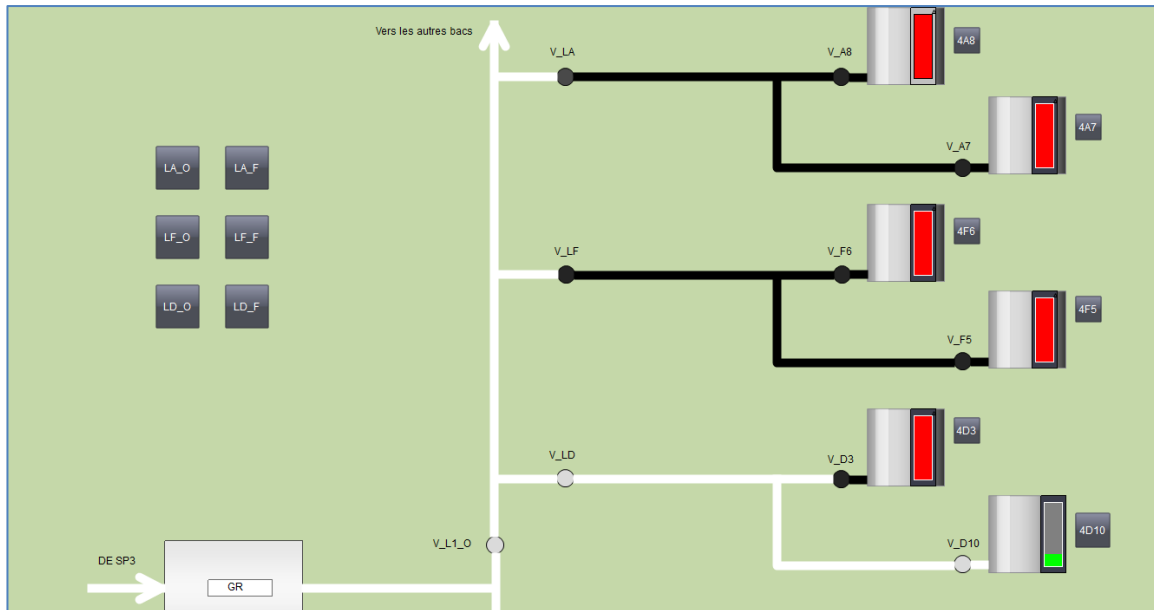 Vers les autres bacs
V_LA
V_A8
4A8
V_A7
4A7
LA_O
LA_F
LF_O
LF_F
LD_O
LD_F
V_LF
V_F6
4F6
V_F5
4F5
V_LD
V_D3
4D3
V_L1_O
V_D10
4D10
DE SP3
GR